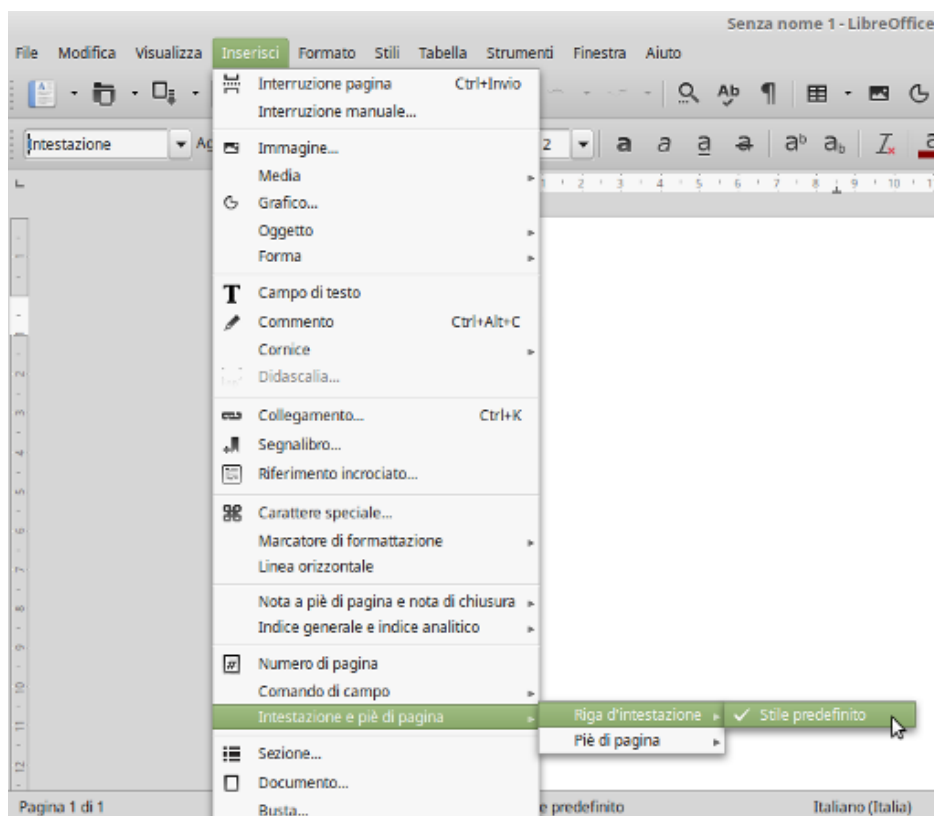 Senza nome 1 - LibreOffice
File Modifica Visualizza Inserisci Formato Stili Tabella Strumenti Finestra Aiuto
Interruzione pagina Ctrl+Invio
Interruzione manuale...
Intestazione
Immagine...
Media
Grafico...
Oggetto
Forma
Campo di testo
Commento Ctrl+Alt+C
Cornice
Didascalia...
Collegamento... Ctrl+K
Segnalibro...
Riferimento incrociato...
Carattere speciale...
Marcatore di formattazione
Linea orizzontale
Nota a piè di pagina e nota di chiusura
Indice generale e indice analitico
Numero di pagina
Comando di campo
Intestazione e piè di pagina Riga d'intestazione Stile predefinito
Piè di pagina
Sezione...
Documento...
Busta...
Pagina 1 di 1 e predefinito Italiano (Italia)